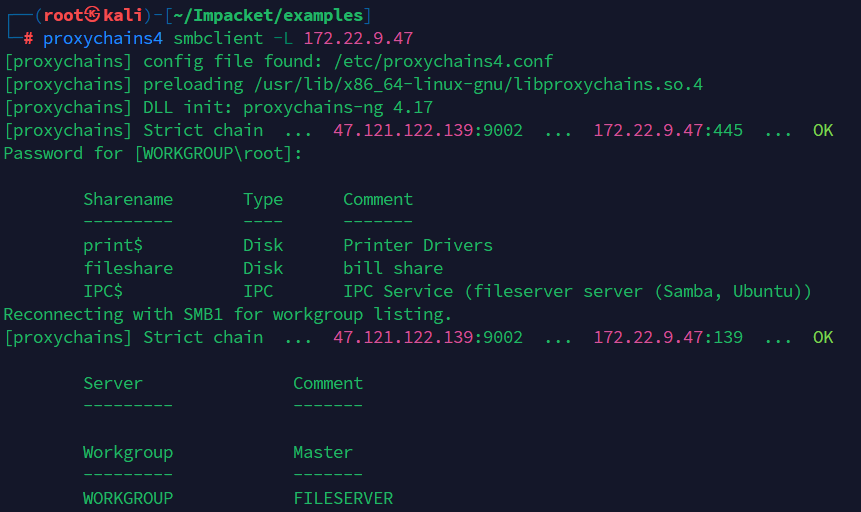 ┌──(root㉿kali)-[~/Impacket/examples]
└─# proxychains4 smbclient -L 172.22.9.47
[proxychains] config file found: /etc/proxychains4.conf
[proxychains] preloading /usr/lib/x86_64-linux-gnu/libproxychains.so.4
[proxychains] DLL init: proxychains-ng 4.17
[proxychains] Strict chain  ...  47.121.122.139:9002  ...  172.22.9.47:445  ...  OK
Password for [WORKGROUP\root]:
Sharename       Type      Comment
---------       ----      -------
print$          Disk      Printer Drivers
fileshare       Disk      bill share
IPC$            IPC       IPC Service (fileserver server (Samba, Ubuntu))
Reconnecting with SMB1 for workgroup listing.
[proxychains] Strict chain  ...  47.121.122.139:9002  ...  172.22.9.47:139  ...  OK
Server               Comment
---------            -------
Workgroup            Master
---------            -------
WORKGROUP            FILESERVER